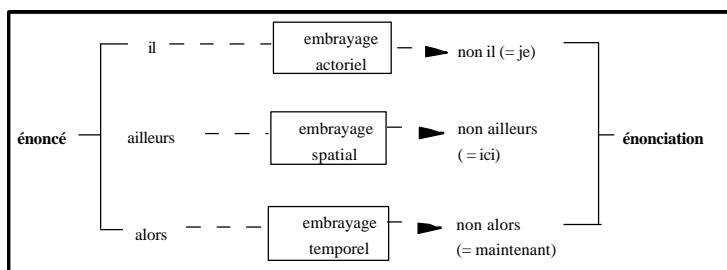 il
embrayage
actoriel
non il (= je)
énoncé
ailleurs
embrayage
spatial
non ailleurs
( = ici)
énonciation
alors
embrayage
temporel
non alors
(= maintenant)